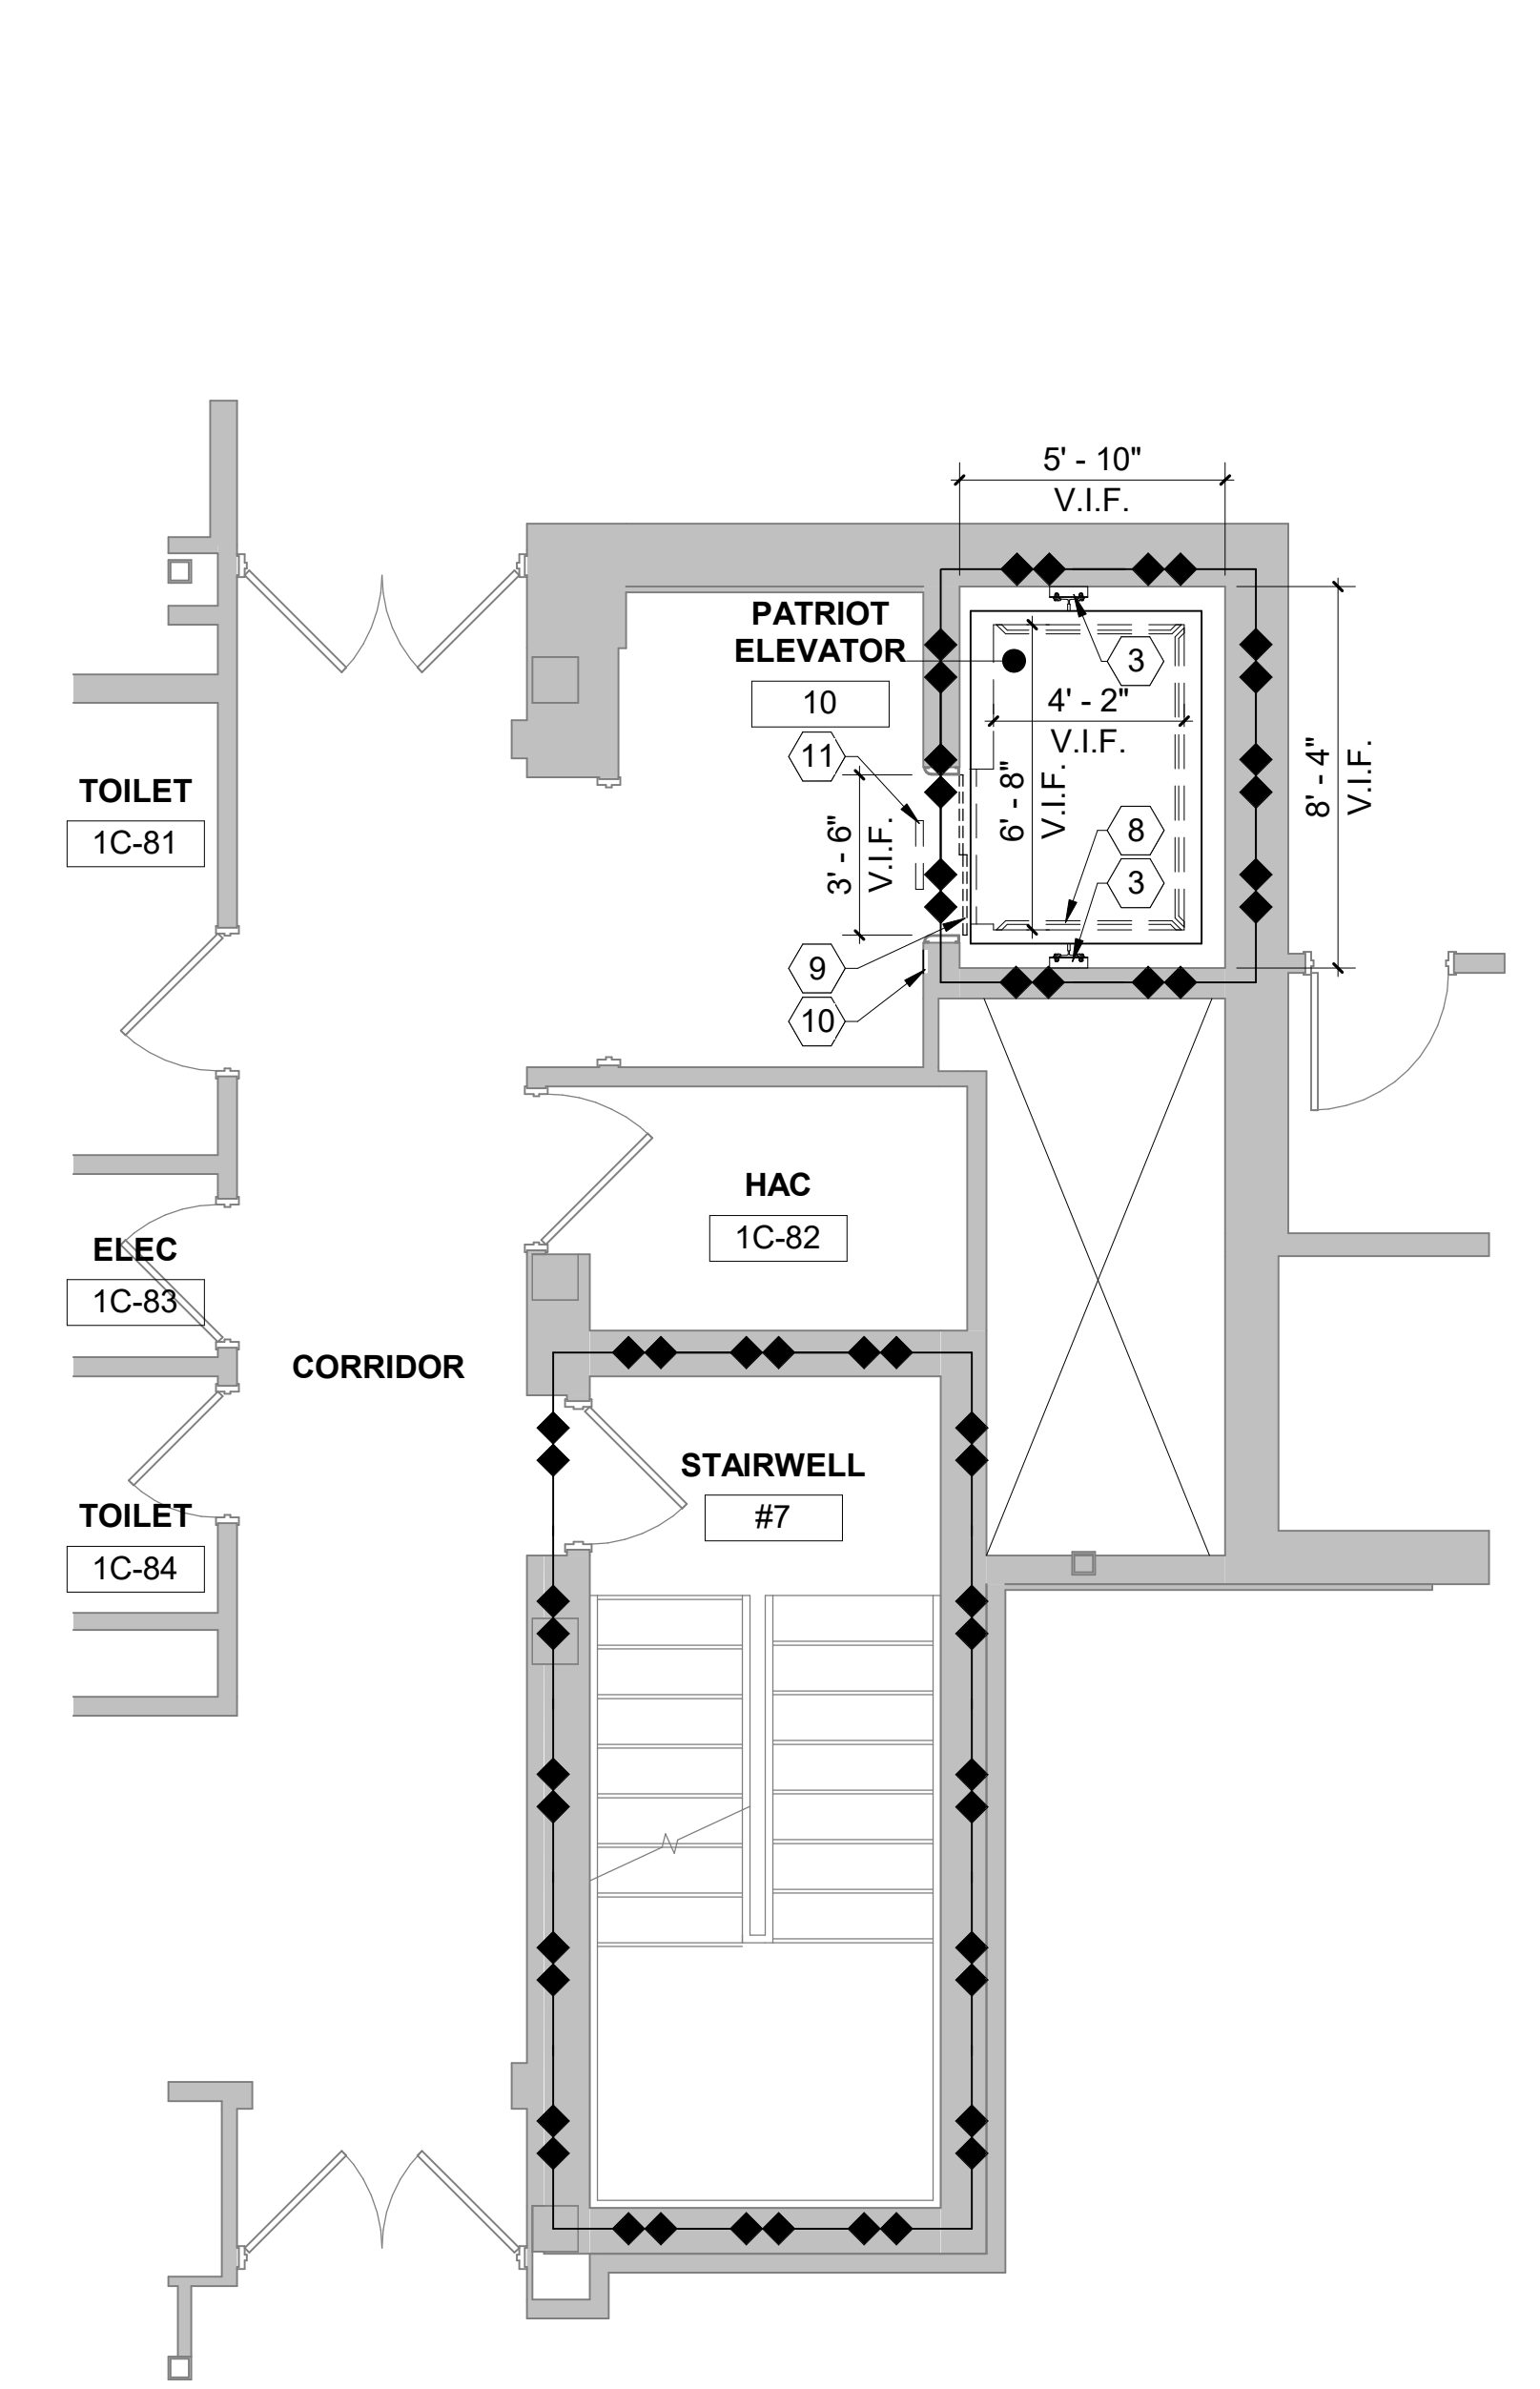 5' - 10"
V.I.F.
PATRIOT
ELEVATOR
10
3
4' - 2"
V.I.F.
11
6' - 8"
V.I.F.
8' - 4"
V.I.F.
TOILET
1C-81
3' - 6"
V.I.F.
8
3
9
10
HAC
1C-82
ELEC
1C-83
CORRIDOR
STAIRWELL
#7
TOILET
1C-84